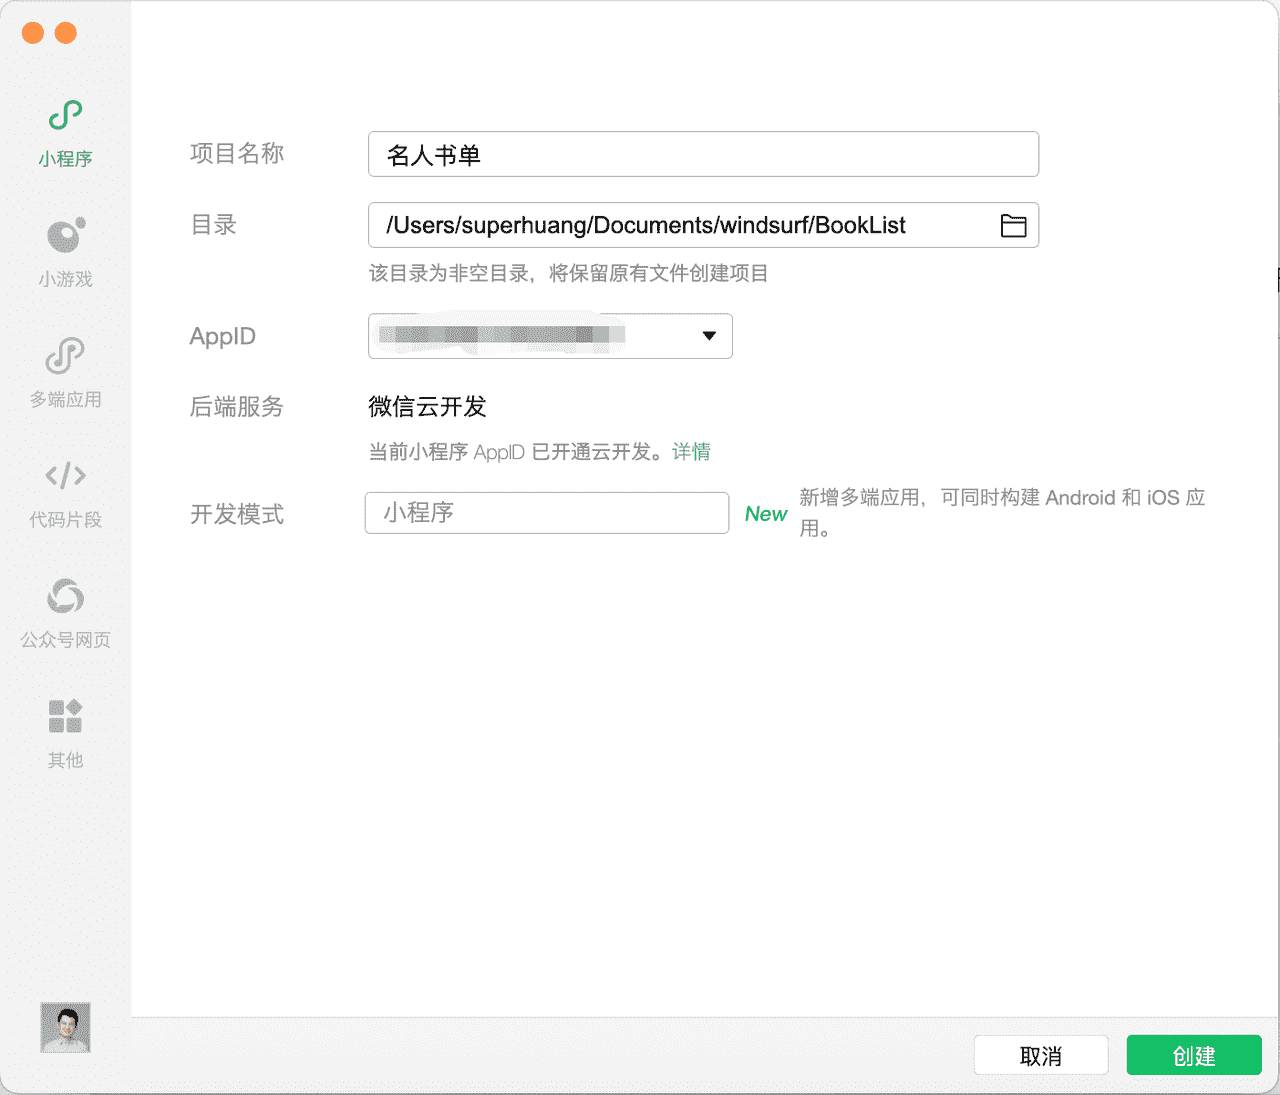 小程序
小游戏
多端应用
代码片段
公众号网页
其他
项目名称
名人书单
目录
/Users/superhuang/Documents/windsurf/BookList
该目录为非空目录，将保留原有文件创建项目
AppID
后端服务
微信云开发
当前小程序 AppID 已开通云开发。详情
开发模式
小程序
New
新增多端应用，可同时构建 Android 和 iOS 应
用。
取消
创建